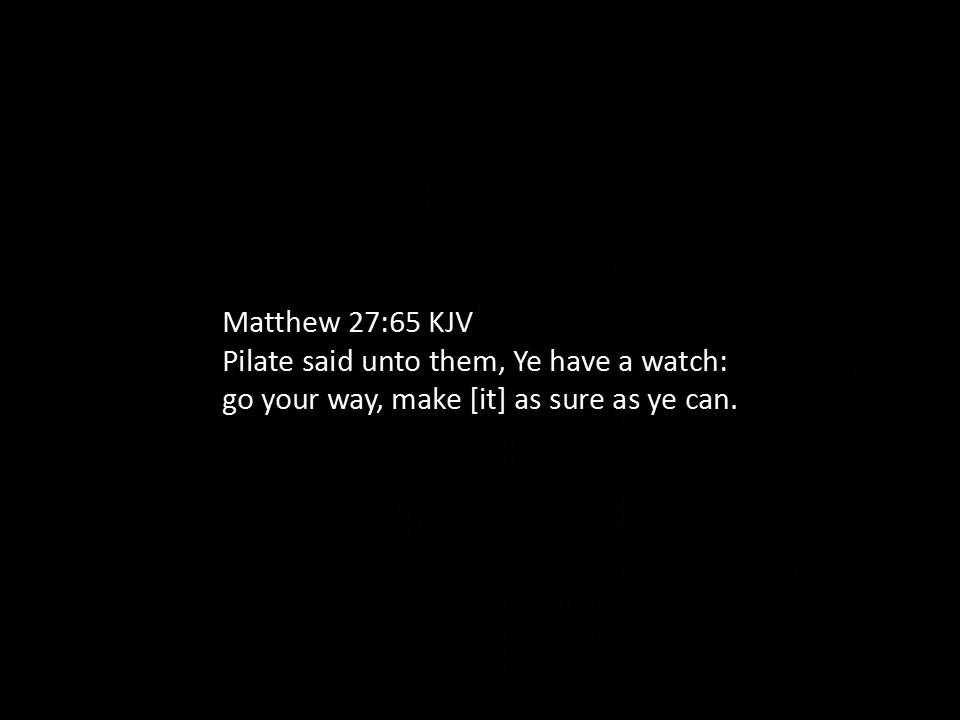 Matthew 27:65 KJV
Pilate said unto them, Ye have a watch:
go your way, make [it] as sure as ye can.